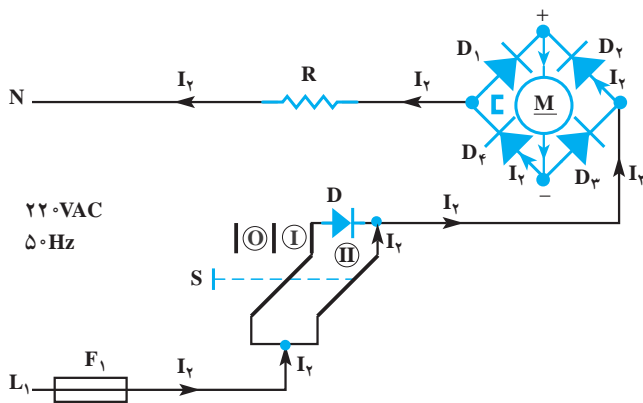 +
D۱ D۲
R
N I۲ I۲ M I۲
D۴ D۳
I۲
−
I۲
۲۲۰VAC
۵۰Hz
D
O I I۲ I۲
II
S
L۱ F۱ I۲ I۲